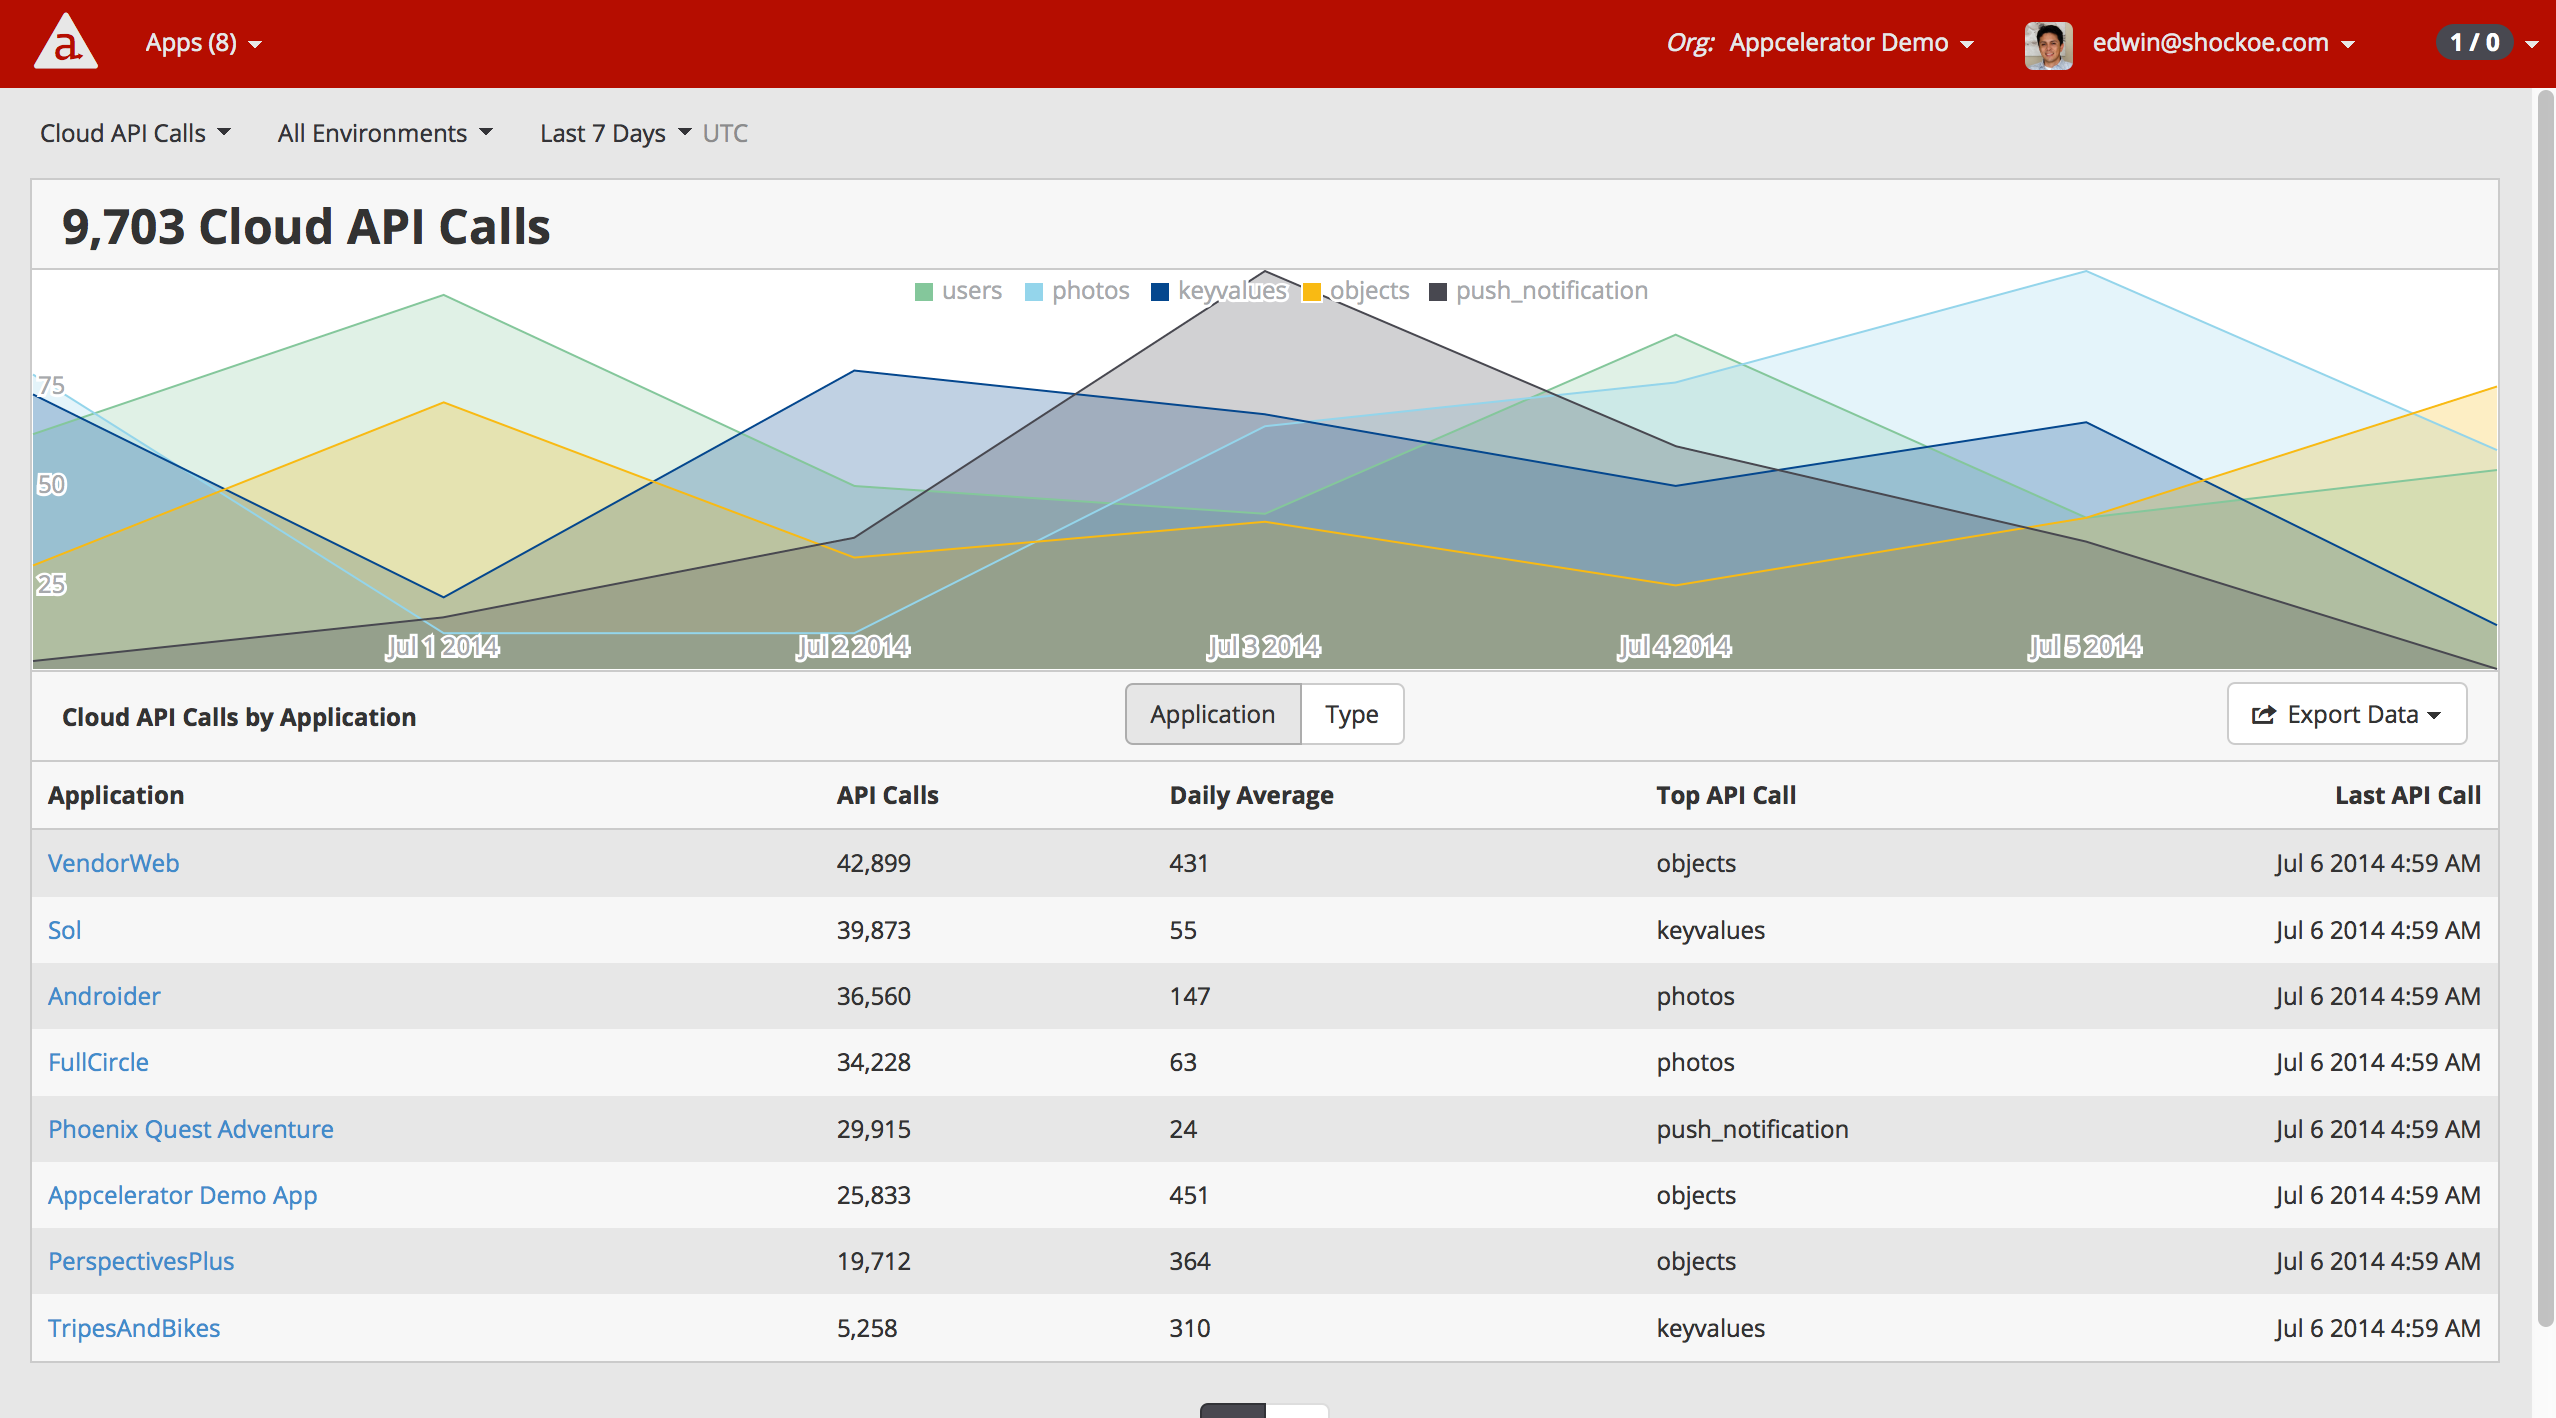 a Apps (8) Org: Appcelerator Demo edwin@shockoe.com 1 / 0
Cloud API Calls All Environments Last 7 Days UTC
9,703 Cloud API Calls
users photos keyvalues objects push_notification
75
50
25
Jul 1 2014 Jul 2 2014 Jul 3 2014 Jul 4 2014 Jul 5 2014
Cloud API Calls by Application Application Type Export Data
Application API Calls Daily Average Top API Call Last API Call
VendorWeb 42,899 431 objects Jul 6 2014 4:59 AM
Sol 39,873 55 keyvalues Jul 6 2014 4:59 AM
Androider 36,560 147 photos Jul 6 2014 4:59 AM
FullCircle 34,228 63 photos Jul 6 2014 4:59 AM
Phoenix Quest Adventure 29,915 24 push_notification Jul 6 2014 4:59 AM
Appcelerator Demo App 25,833 451 objects Jul 6 2014 4:59 AM
PerspectivesPlus 19,712 364 objects Jul 6 2014 4:59 AM
TripesAndBikes 5,258 310 keyvalues Jul 6 2014 4:59 AM